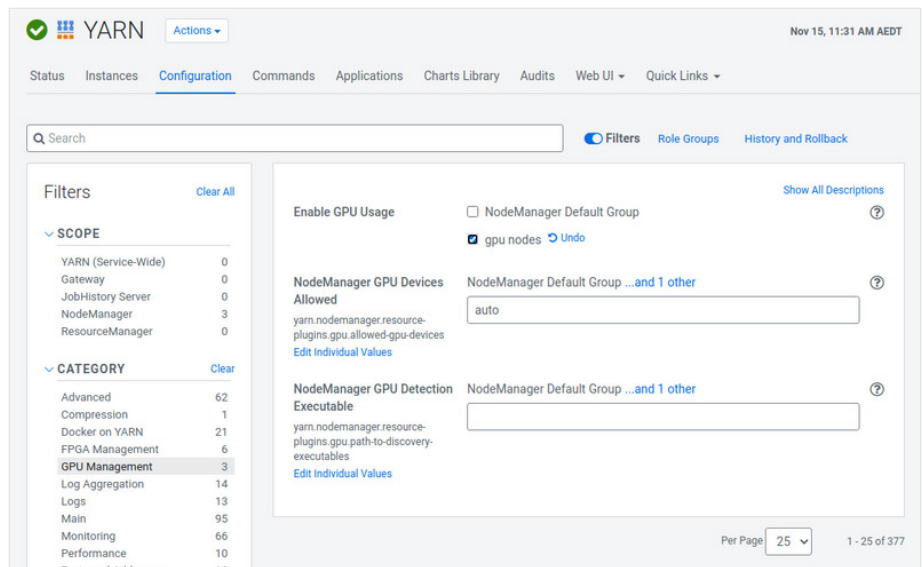 YARN Actions Nov 15, 11:31 AM AEDT
Status Instances Configuration Commands Applications Charts Library Audits Web UI Quick Links
Search
Filters Role Groups History and Rollback
Filters Clear All
SCOPE
YARN (Service-Wide) 0
Gateway 0
JobHistory Server 0
NodeManager 3
ResourceManager 0
CATEGORY Clear
Advanced 62
Compression 1
Docker on YARN 21
FPGA Management 6
GPU Management 3
Log Aggregation 14
Logs 13
Main 95
Monitoring 66
Performance 10
Show All Descriptions
Enable GPU Usage NodeManager Default Group
gpu nodes Undo
NodeManager GPU Devices NodeManager Default Group ...and 1 other
Allowed
auto
yarn.nodemanager.resource-
plugins.gpu.allowed-gpu-devices
Edit Individual Values
NodeManager GPU Detection NodeManager Default Group ...and 1 other
Executable
yarn.nodemanager.resource-
plugins.gpu.path-to-discovery-
executables
Edit Individual Values
Per Page 25 1 - 25 of 377